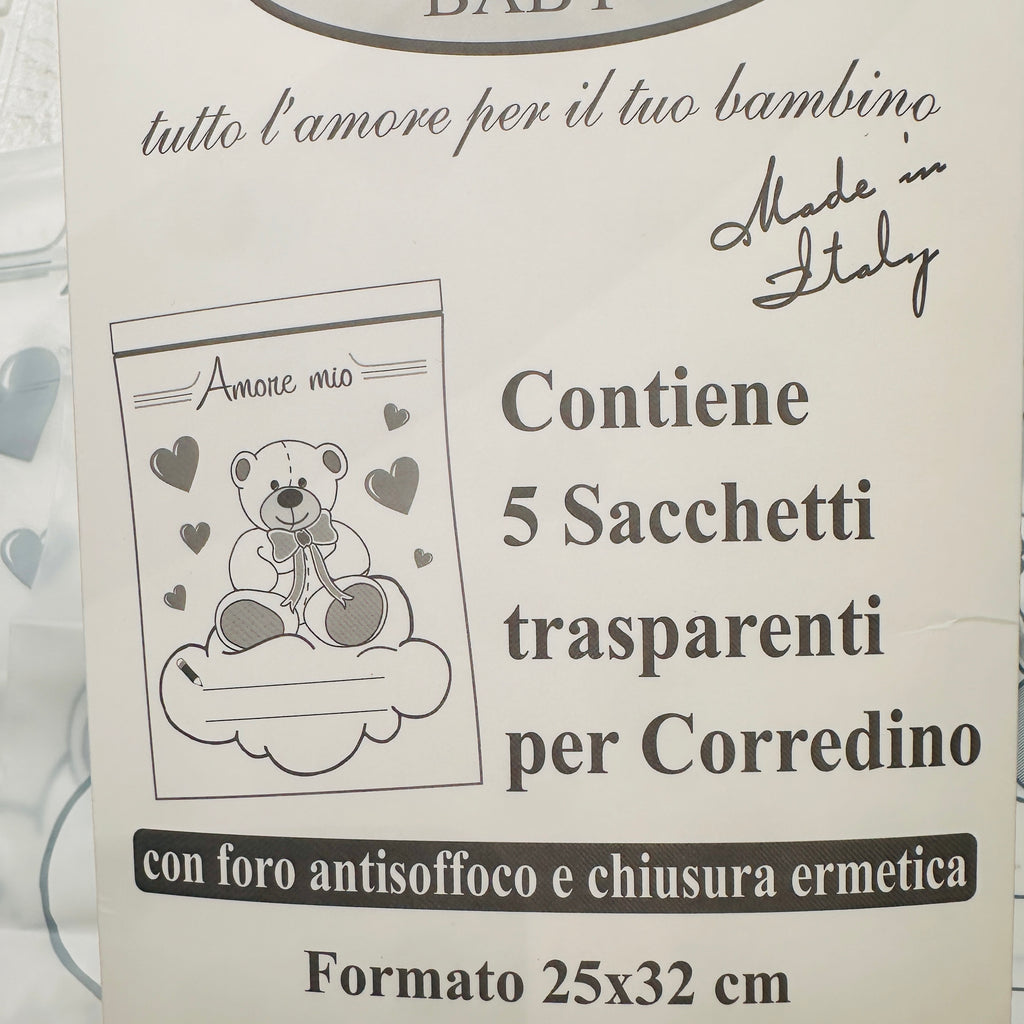 BABY
tutto l'amore per il tuo bambino
Made in
Italy
Amore mio
Contiene
5 Sacchetti
trasparenti
per Corredino
con foro antisoffoco e chiusura ermetica
Formato 25x32 cm